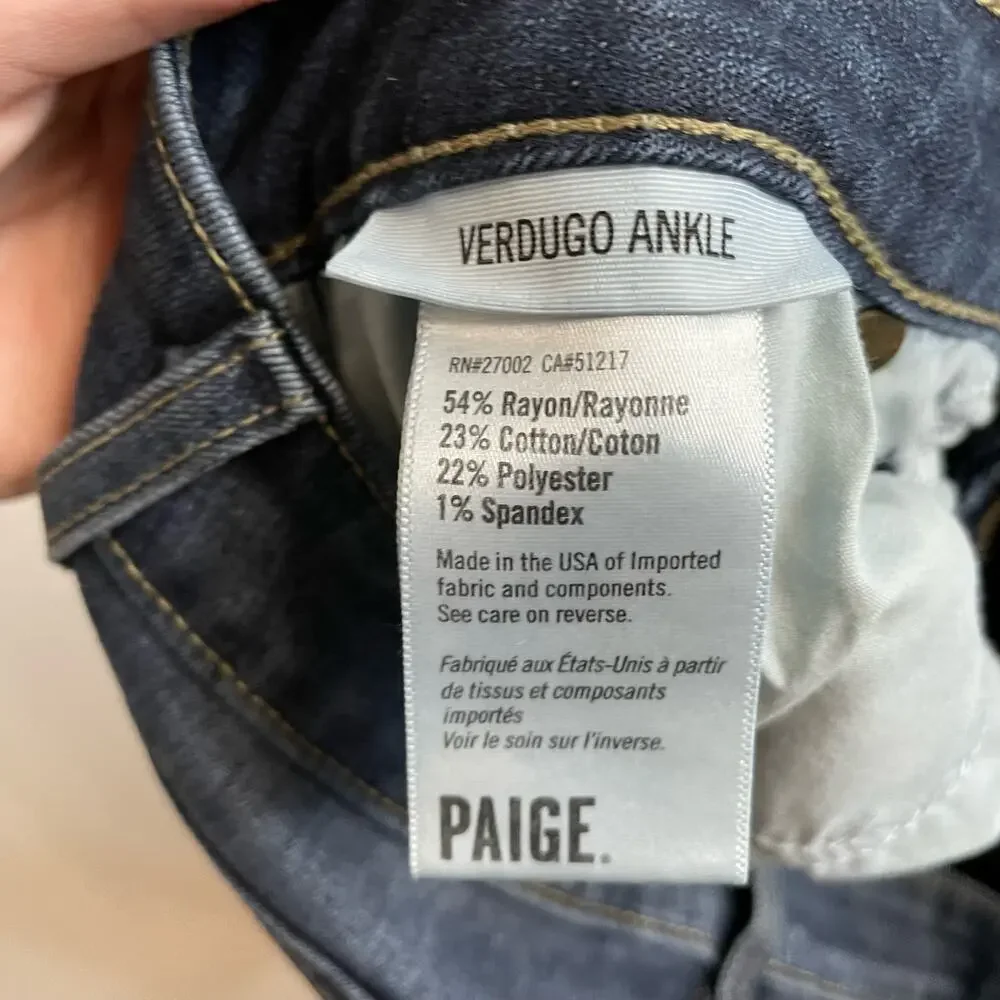 VERDUGO ANKLE
RN#27002 CA#51217
54% Rayon/Rayonne
23% Cotton/Coton
22% Polyester
1% Spandex
Made in the USA of Imported
fabric and components.
See care on reverse.
Fabriqué aux États-Unis à partir
de tissus et composants
importés
Voir le soin sur l'inverse.
PAIGE.